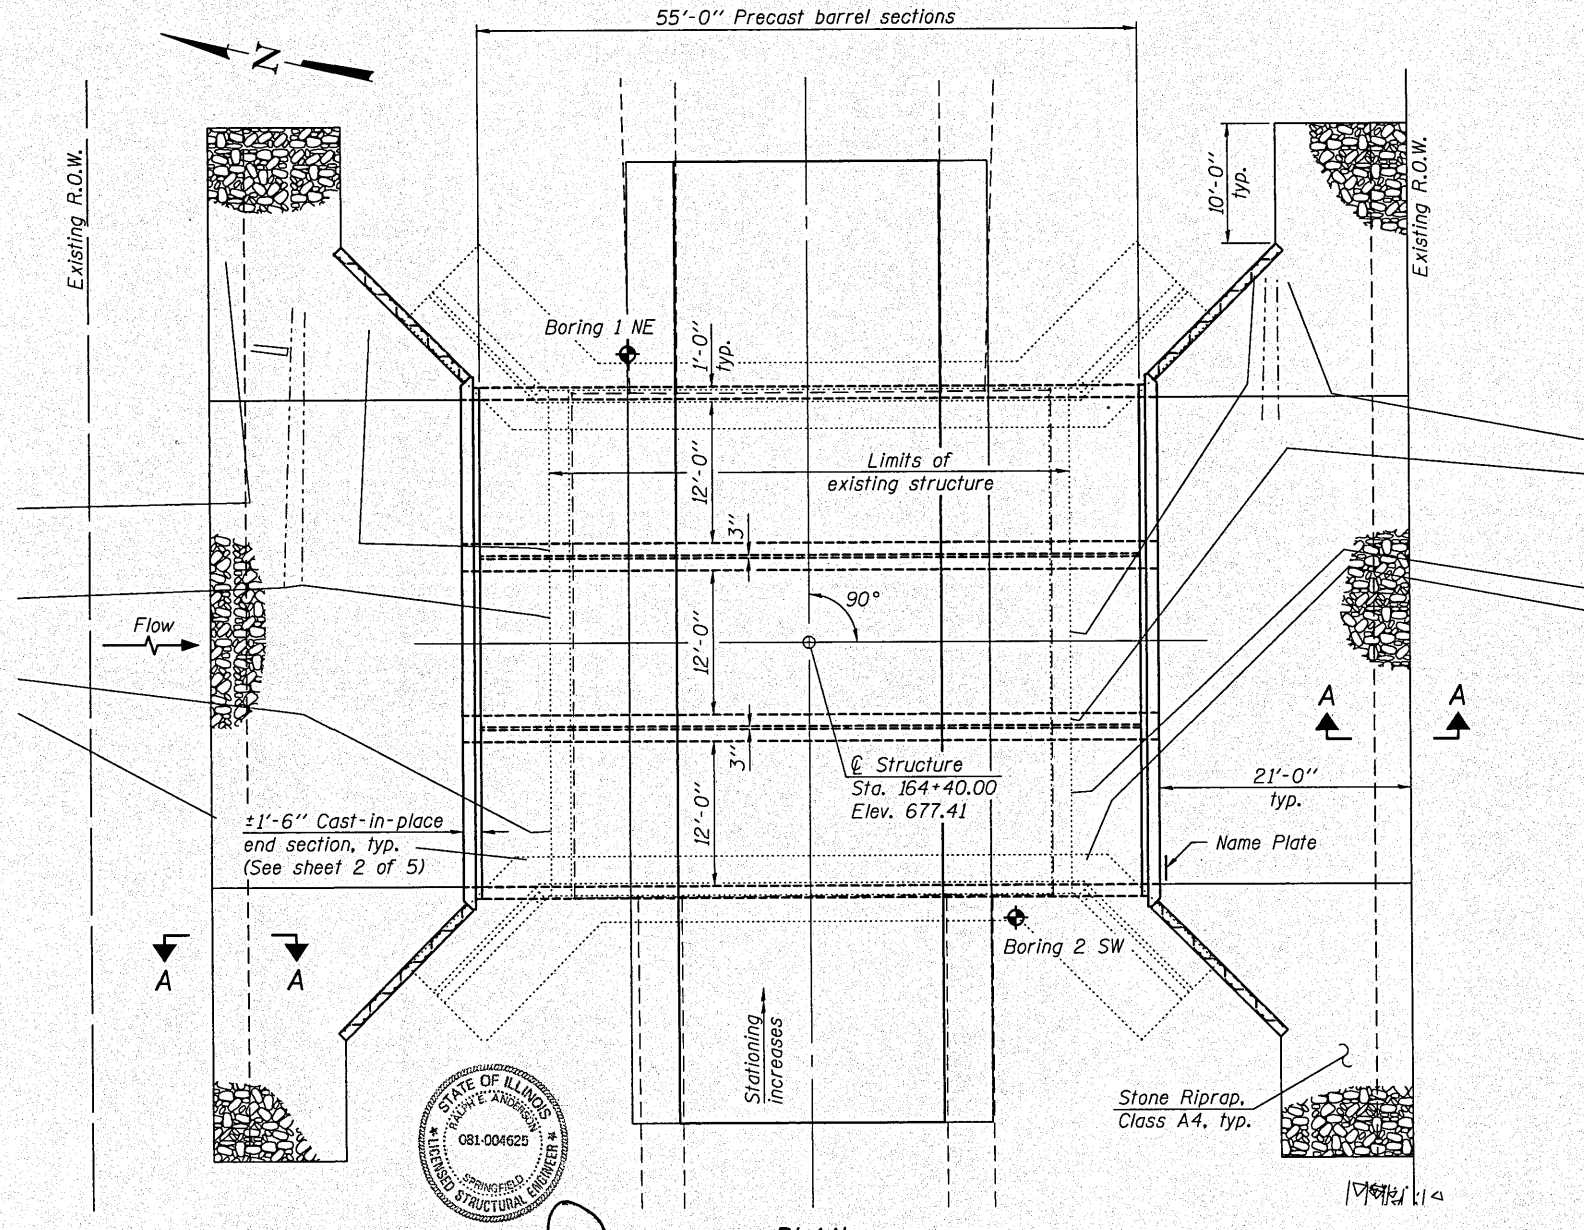 55'-0" Precast barrel sections
N
Existing R.O.W.
Existing R.O.W.
10'-0"
typ.
Boring 1 NE
1'-0"
typ.
12'-0"
Limits of
existing structure
3"
90°
12'-0"
Flow
A A
3"
℄ Structure
Sta. 164+40.00
Elev. 677.41
21'-0"
typ.
12'-0"
±1'-6" Cast-in-place
end section, typ.
(See sheet 2 of 5)
Name Plate
Boring 2 SW
A A
Stationing
increases
STATE OF ILLINOIS
RALPH E. ANDERSON
081-004625
SPRINGFIELD
LICENSED STRUCTURAL ENGINEER
Stone Riprap,
Class A4, typ.